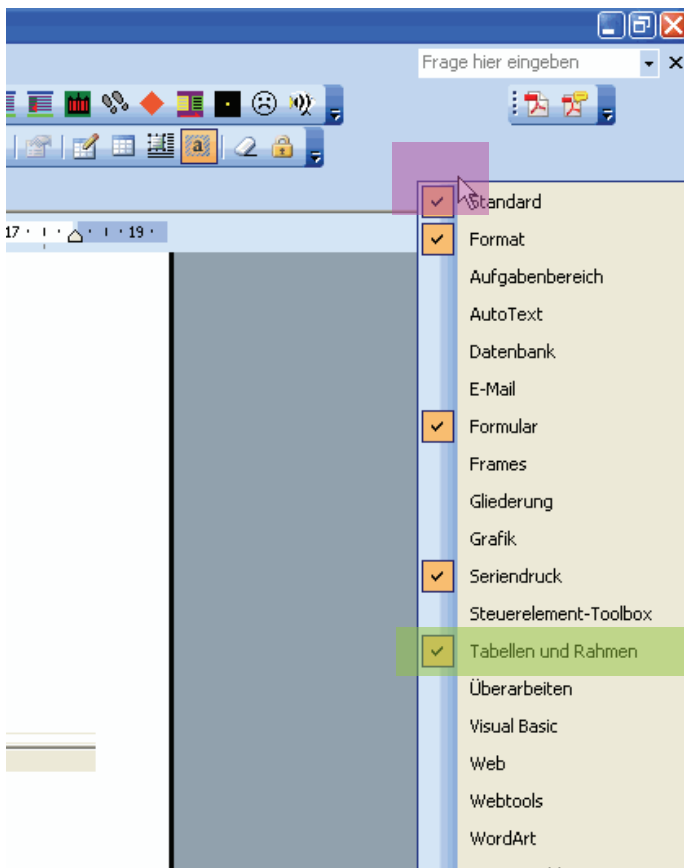 Frage hier eingeben
a
17 · ı · · ı · 19 ·
Standard
Format
Aufgabenbereich
AutoText
Datenbank
E-Mail
Formular
Frames
Gliederung
Grafik
Seriendruck
Steuerelement-Toolbox
Tabellen und Rahmen
Überarbeiten
Visual Basic
Web
Webtools
WordArt